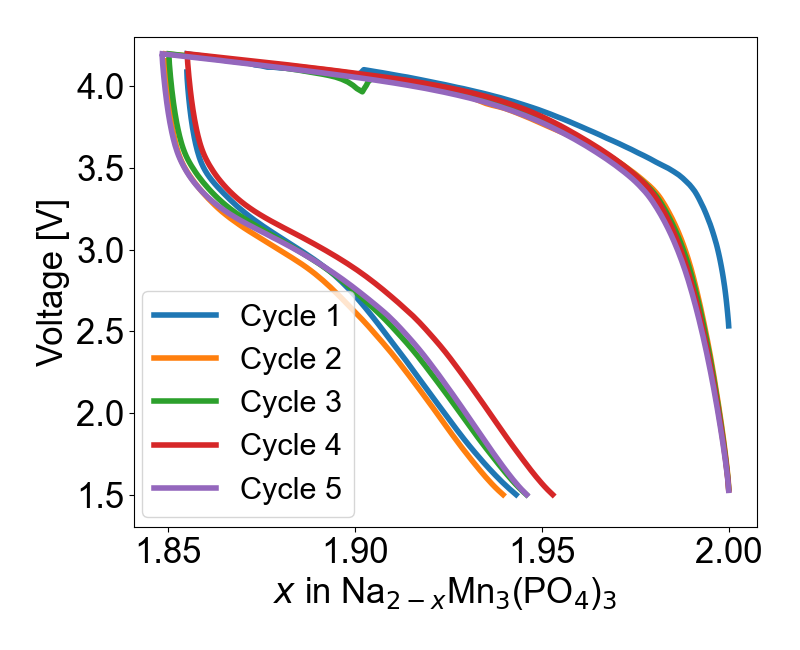 4.0
3.5
3.0
2.5
2.0
1.5
Voltage [V]
Cycle 1
Cycle 2
Cycle 3
Cycle 4
Cycle 5
1.85 1.90 1.95 2.00
x in Na₂₋ₓMn₃(PO₄)₃